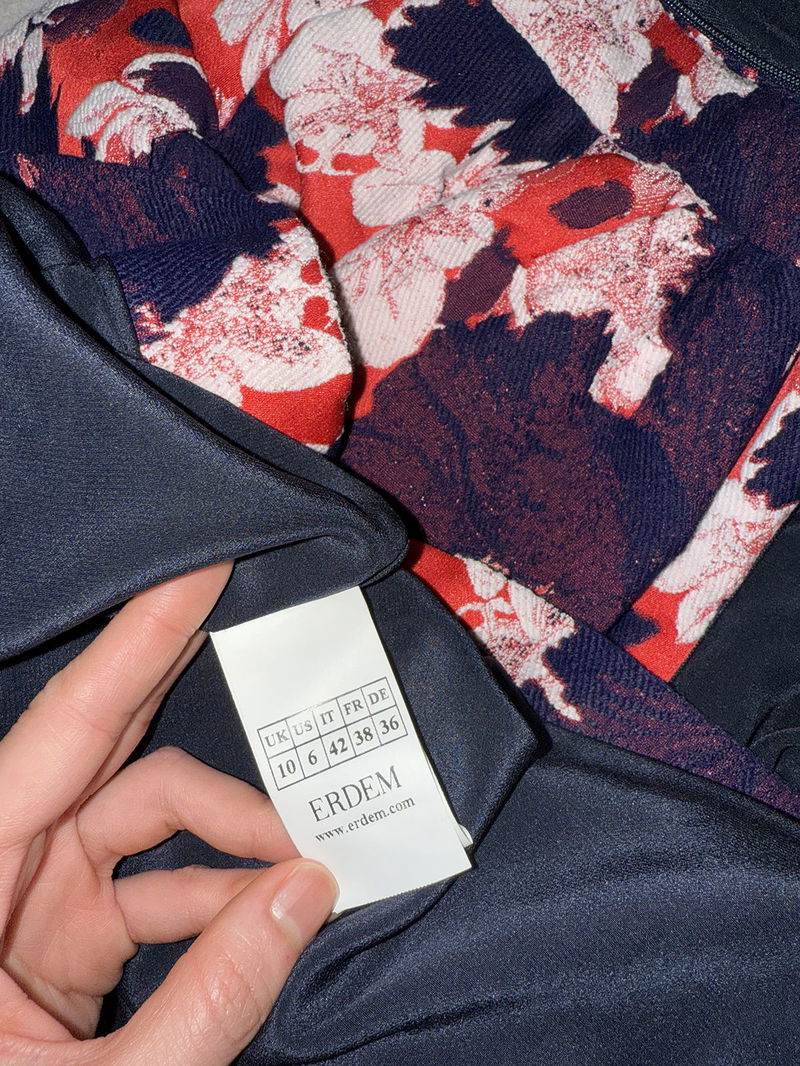 UK US IT FR DE
10 6 42 38 36
ERDEM
www.erdem.com